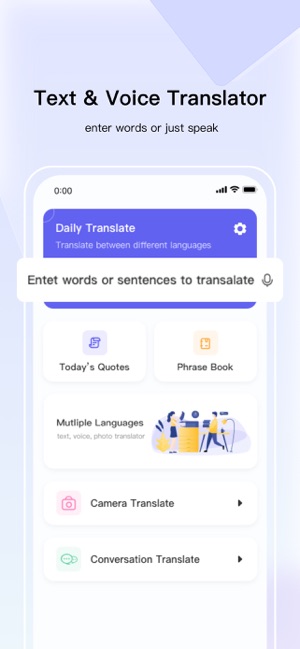 Text & Voice Translator
enter words or just speak
0:00
Daily Translate
Translate between different languages
Entet words or sentences to transalate
Today's Quotes
Phrase Book
Mutliple Languages
text, voice, photo translator
Camera Translate
Conversation Translate